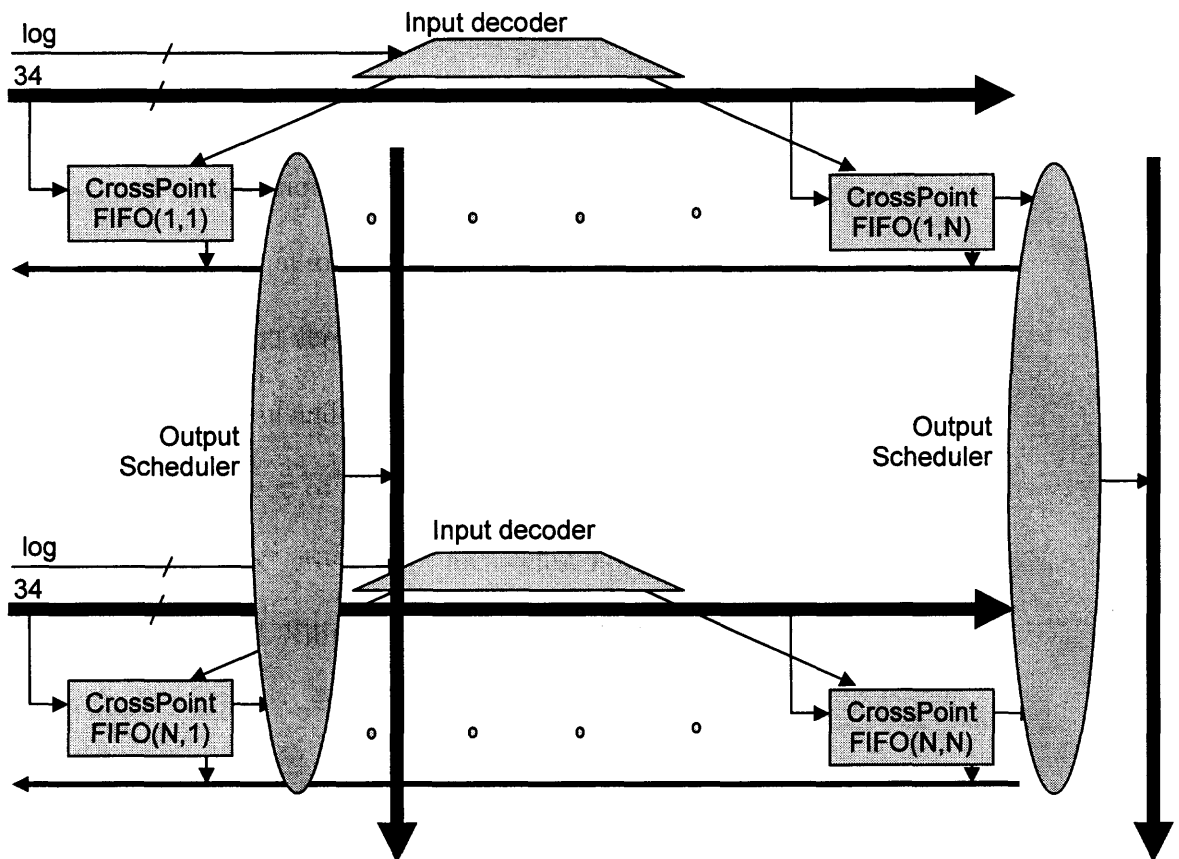 Input decoder
log
34
CrossPoint
FIFO(1,1)
CrossPoint
FIFO(1,N)
Output
Scheduler
Output
Scheduler
Input decoder
log
34
CrossPoint
FIFO(N,1)
CrossPoint
FIFO(N,N)